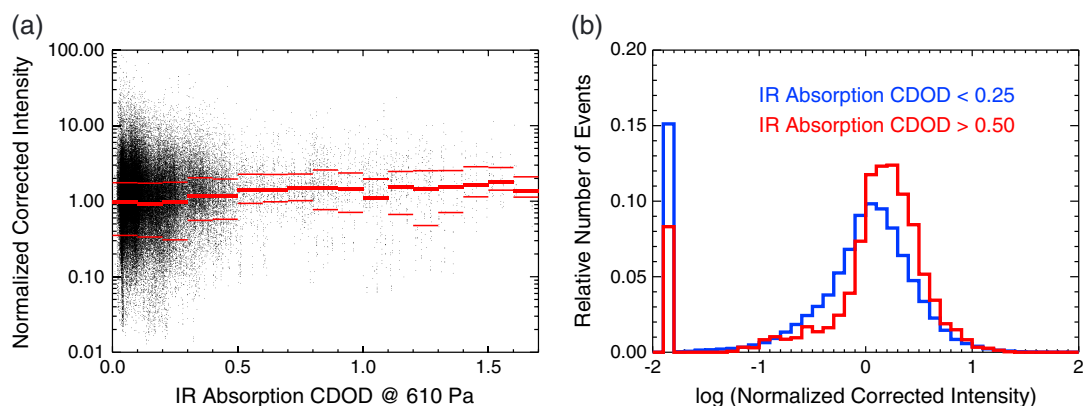 (a)
100.00
10.00
1.00
0.10
0.01
Normalized Corrected Intensity
0.0
0.5
1.0
1.5
IR Absorption CDOD @ 610 Pa
(b)
0.20
0.15
0.10
0.05
0.00
Relative Number of Events
IR Absorption CDOD < 0.25
IR Absorption CDOD > 0.50
-2
-1
0
1
2
log (Normalized Corrected Intensity)